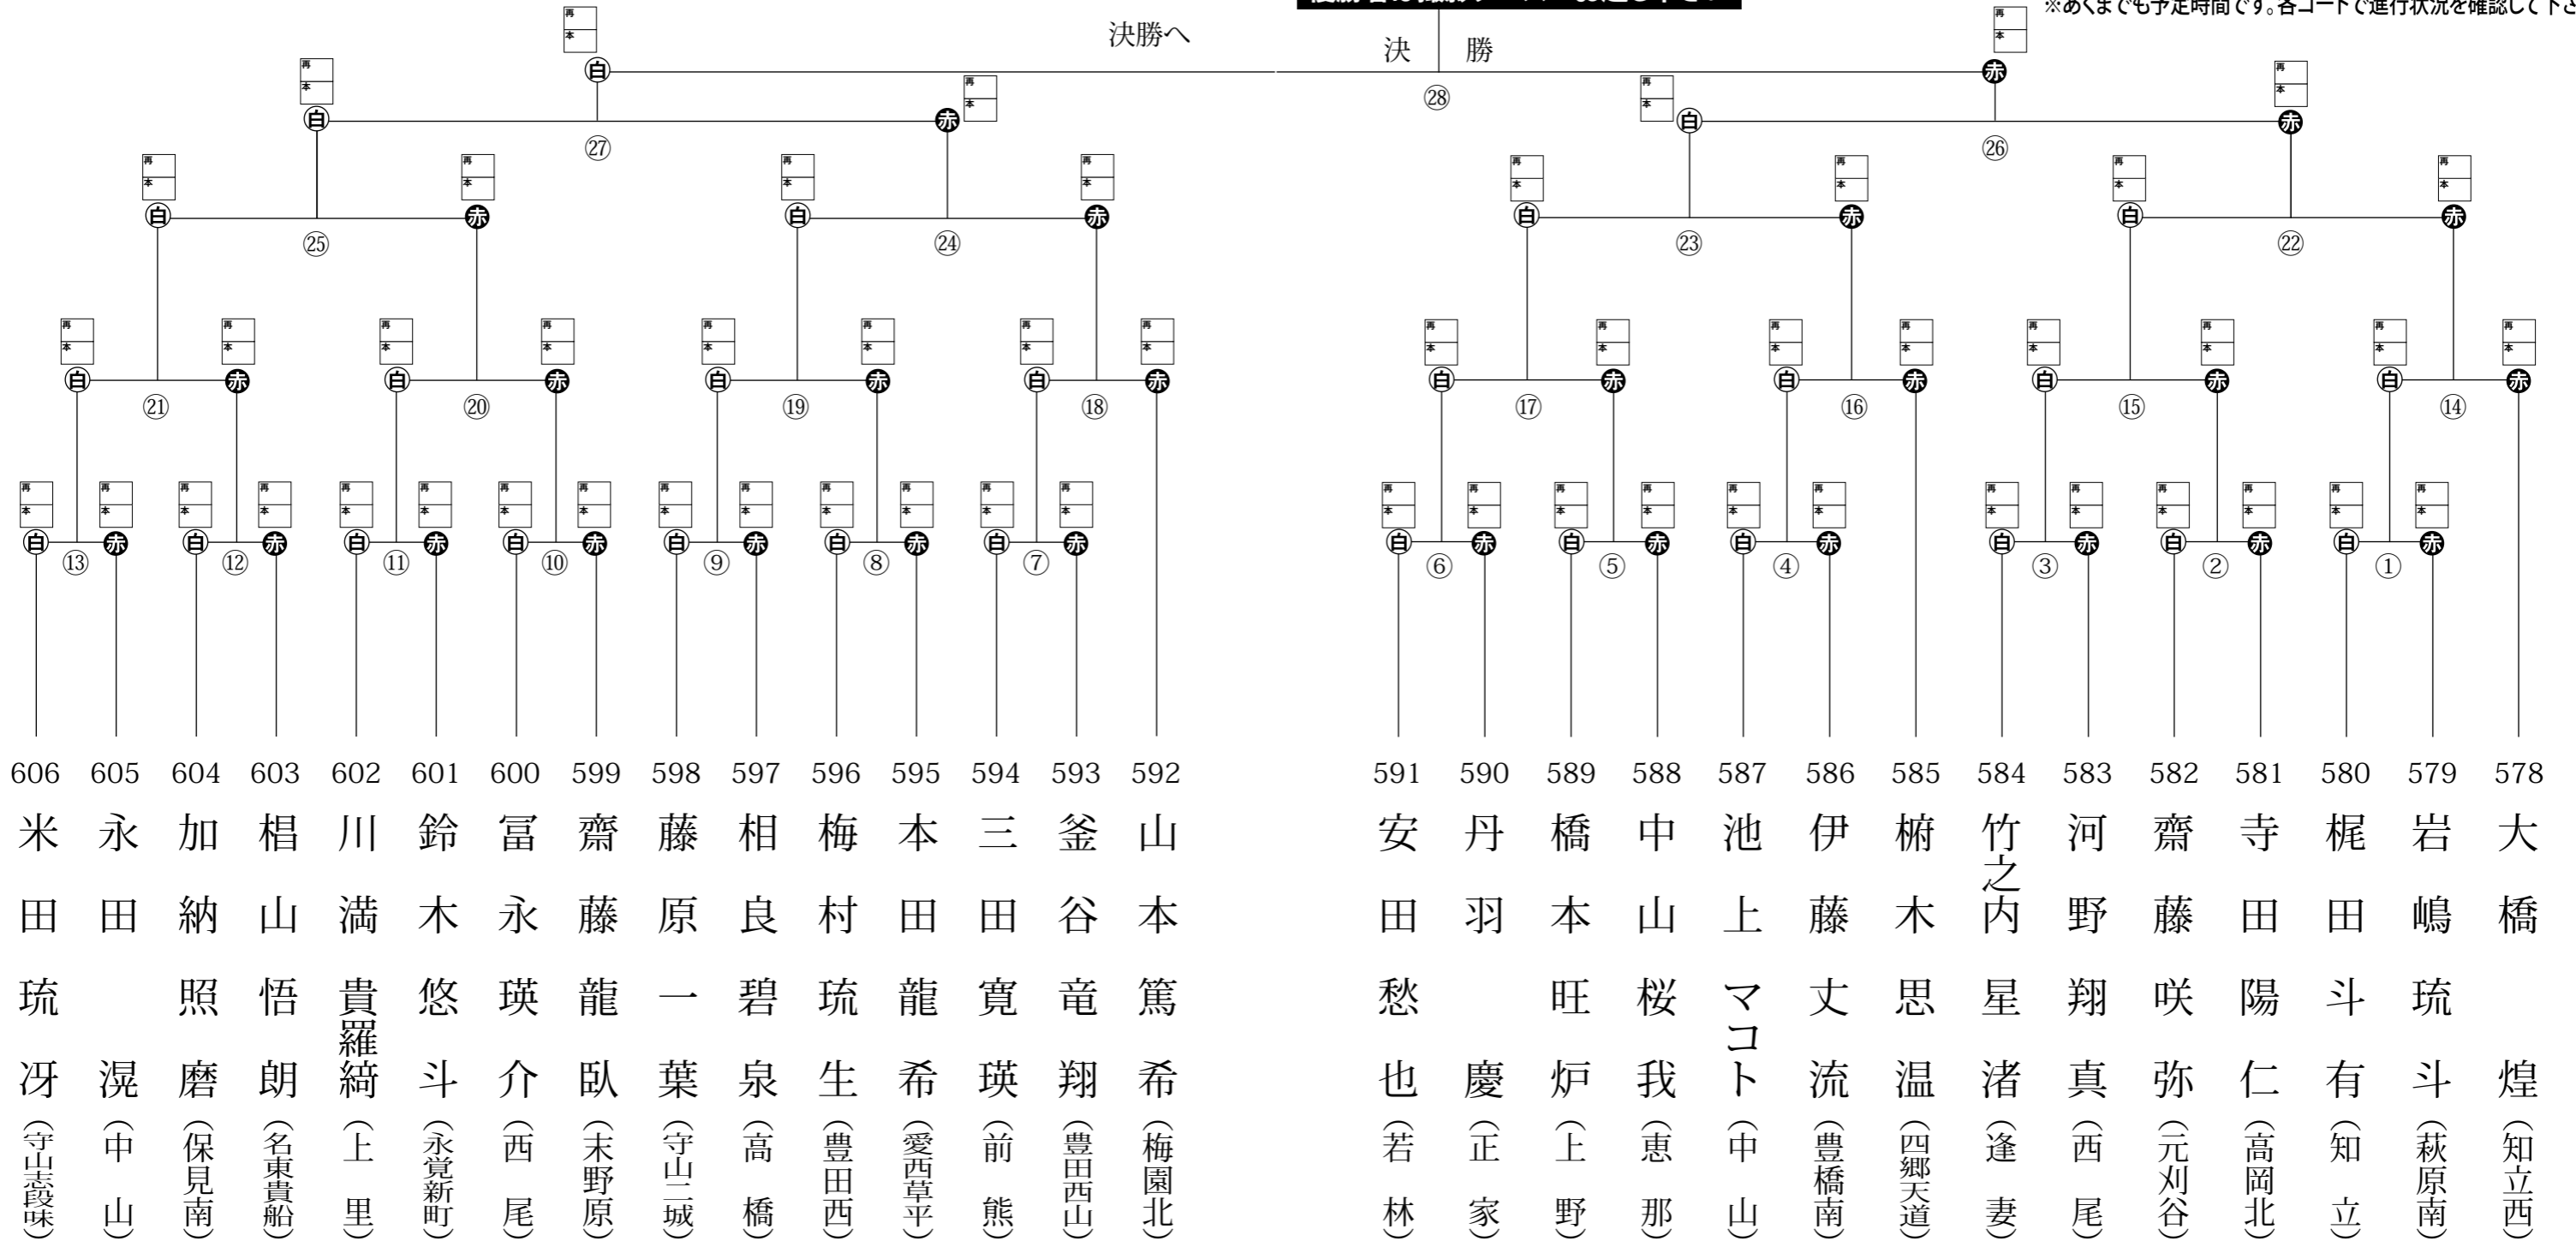 ※あくまでも予定時間です。各コートで進行状況を確認して下さ
決勝へ
決 勝
再 本
白
赤
㉘
㉗
㉖
㉕
㉔
㉓
㉒
㉑
⑳
⑲
⑱
⑰
⑯
⑮
⑭
⑬
⑫
⑪
⑩
⑨
⑧
⑦
⑥
⑤
④
③
②
①
578 大橋 煌 (知立西)
579 岩嶋 琉斗 (萩原南)
580 梶田 斗有 (知立)
581 寺田 陽仁 (高岡北)
582 齋藤 咲弥 (元刈谷)
583 河野 翔真 (西尾)
584 竹之内 星渚 (逢妻)
585 椨木 思温 (四郷天道)
586 伊藤 丈流 (豊橋南)
587 池上 マコト (中山)
588 中山 桜我 (恵那)
589 橋本 旺炉 (上野)
590 丹羽 慶 (正家)
591 安田 愁也 (若林)
592 山本 篤希 (梅園北)
593 釜谷 竜翔 (豊田西山)
594 三田 寛瑛 (前熊)
595 本田 龍希 (愛西草平)
596 梅村 琉生 (豊田西)
597 相良 碧泉 (高橋)
598 藤原 一葉 (守山二城)
599 齋藤 龍臥 (末野原)
600 冨永 瑛介 (西尾)
601 鈴木 悠斗 (永覚新町)
602 川満 貴羅綺 (上里)
603 椙山 悟朗 (名東貴船)
604 加納 照磨 (保見南)
605 永田 滉 (中山)
606 米田 琉冴 (守山志段味)